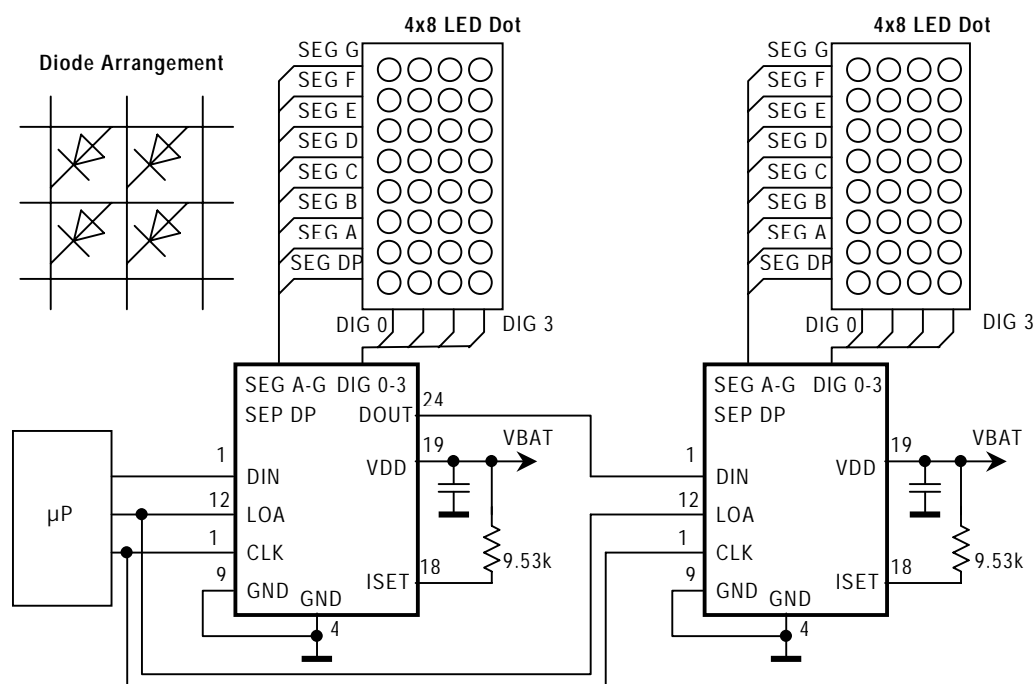 4x8 LED Dot
4x8 LED Dot
Diode Arrangement
SEG G
SEG F
SEG E
SEG D
SEG C
SEG B
SEG A
SEG DP
DIG 0
DIG 3
SEG G
SEG F
SEG E
SEG D
SEG C
SEG B
SEG A
SEG DP
DIG 0
DIG 3
µP
SEG A-G
DIG 0-3
SEP DP
DOUT
24
1
DIN
VDD
19
VBAT
12
LOA
1
CLK
9
GND
ISET
18
9.53k
GND
4
SEG A-G
DIG 0-3
SEP DP
1
DIN
VDD
19
VBAT
12
LOA
1
CLK
9
GND
ISET
18
9.53k
GND
4